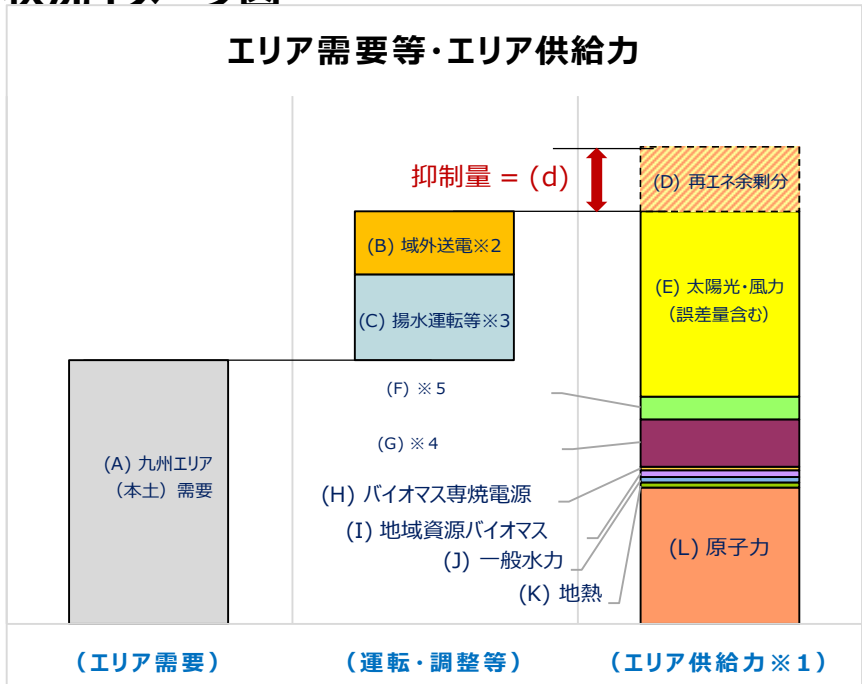 エリア需要等・エリア供給力
抑制量 = (d)
(D) 再エネ余剰分
(B) 域外送電※2
(C) 揚水運転等※3
(E) 太陽光・風力
(誤差量含む)
(F) ※5
(G) ※4
(A) 九州エリア
(本土) 需要
(H) バイオマス専焼電源
(I) 地域資源バイオマス
(J) 一般水力
(K) 地熱
(L) 原子力
(エリア需要)
(運転・調整等)
(エリア供給力※1)